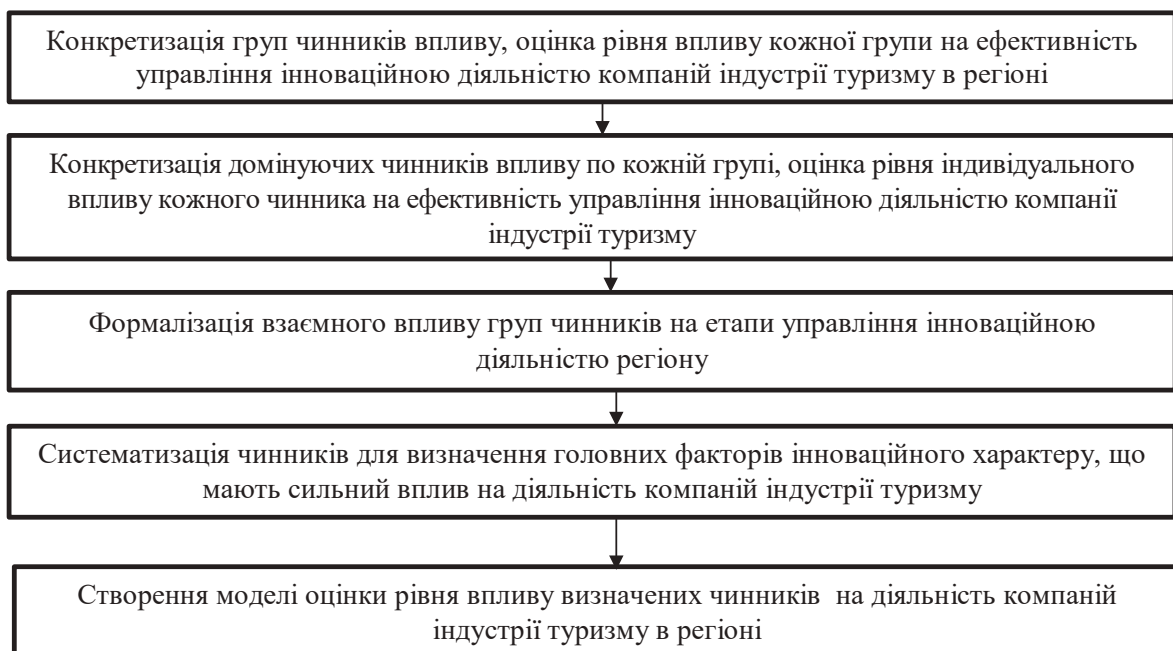 Конкретизація груп чинників впливу, оцінка рівня впливу кожної групи на ефективність
управління інноваційною діяльністю компаній індустрії туризму в регіоні
Конкретизація домінуючих чинників впливу по кожній групі, оцінка рівня індивідуального
впливу кожного чинника на ефективність управління інноваційною діяльністю компанії
індустрії туризму
Формалізація взаємного впливу груп чинників на етапи управління інноваційною
діяльністю регіону
Систематизація чинників для визначення головних факторів інноваційного характеру, що
мають сильний вплив на діяльність компаній індустрії туризму
Створення моделі оцінки рівня впливу визначених чинників на діяльність компаній
індустрії туризму в регіоні